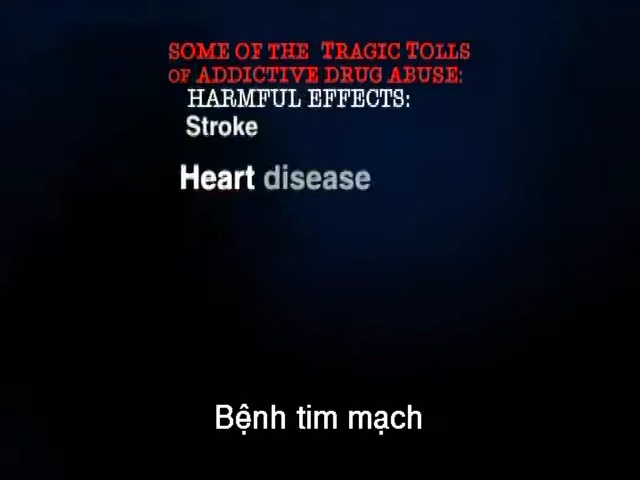 SOME OF THE TRAGIC TOLLS
OF ADDICTIVE DRUG ABUSE:
HARMFUL EFFECTS:
Stroke
Heart disease
Bệnh tim mạch